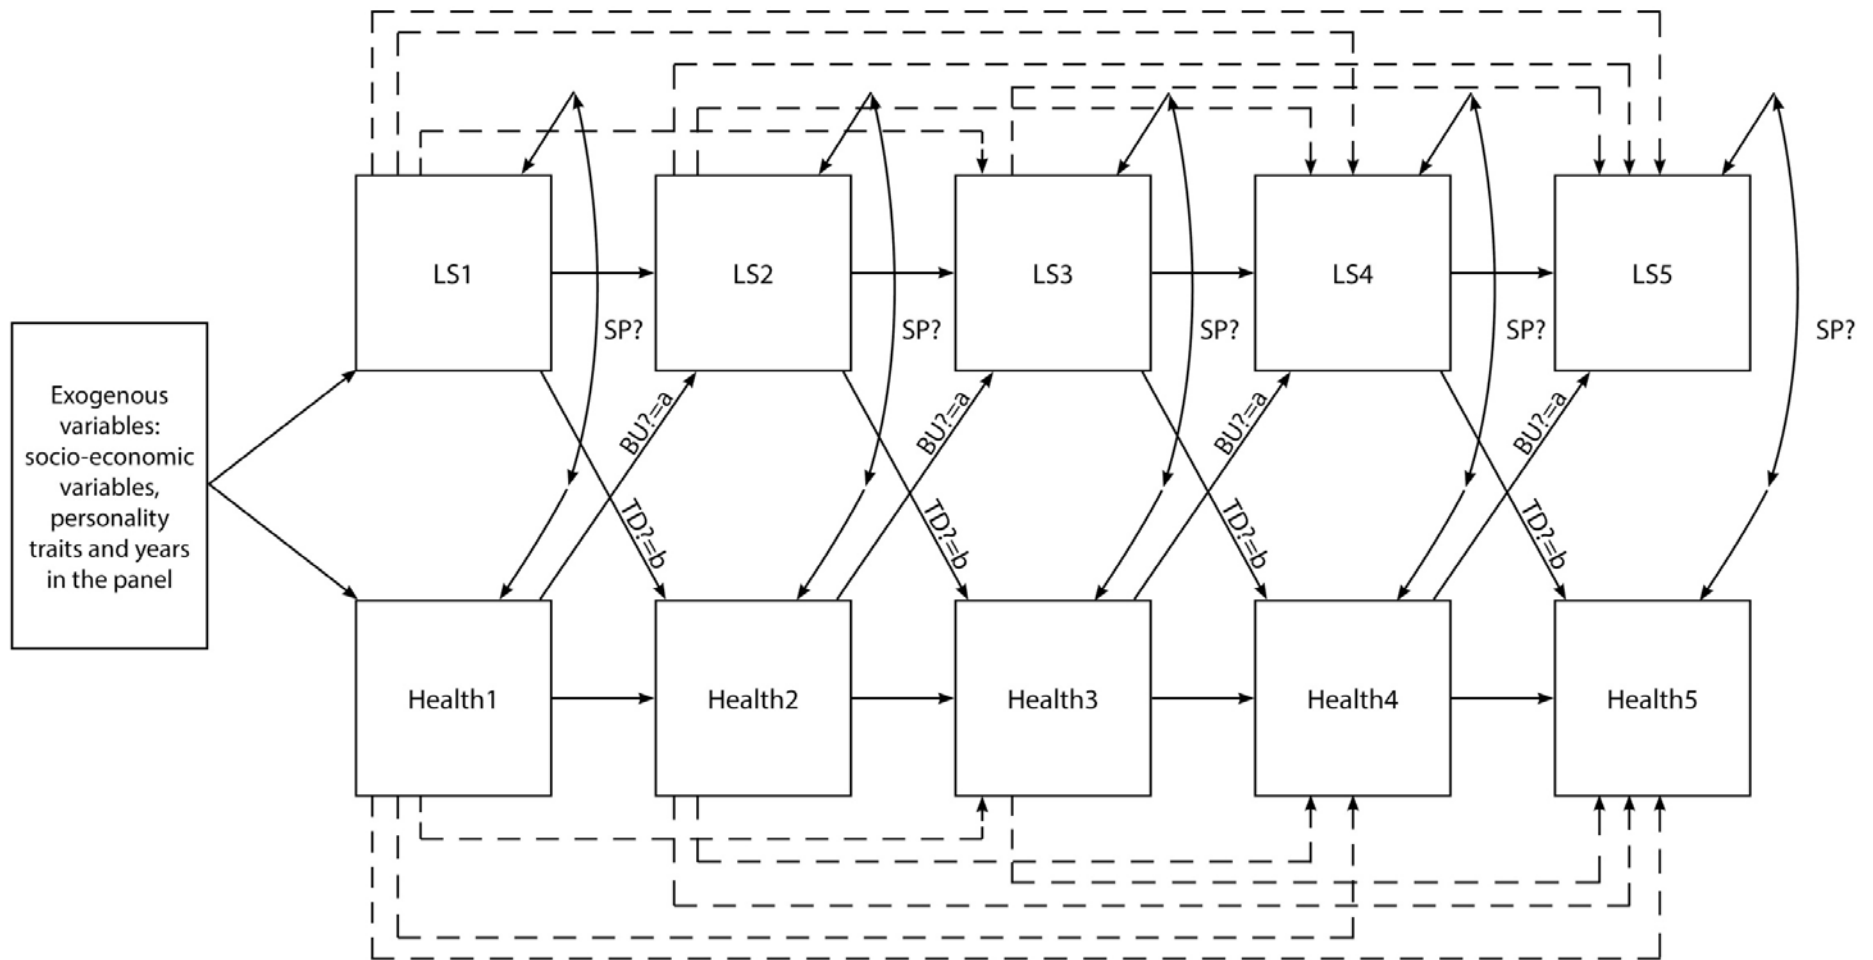 LS1
LS2
LS3
LS4
LS5
SP?
SP?
SP?
SP?
SP?
Exogenous
variables:
socio-economic
variables,
personality
traits and years
in the panel
BU?=a
BU?=a
BU?=a
BU?=a
TD?=b
TD?=b
TD?=b
TD?=b
Health1
Health2
Health3
Health4
Health5